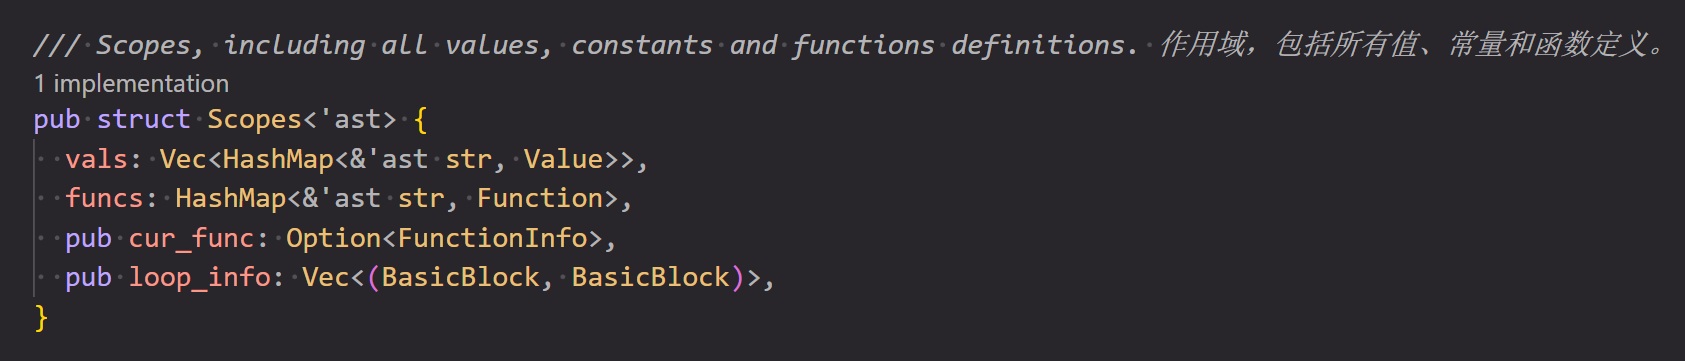 /// Scopes, including all values, constants and functions definitions. 作用域，包括所有值、常量和函数定义。
1 implementation
pub struct Scopes<'ast> {
  vals: Vec<HashMap<&'ast str, Value>>,
  funcs: HashMap<&'ast str, Function>,
  pub cur_func: Option<FunctionInfo>,
  pub loop_info: Vec<(BasicBlock, BasicBlock)>,
}